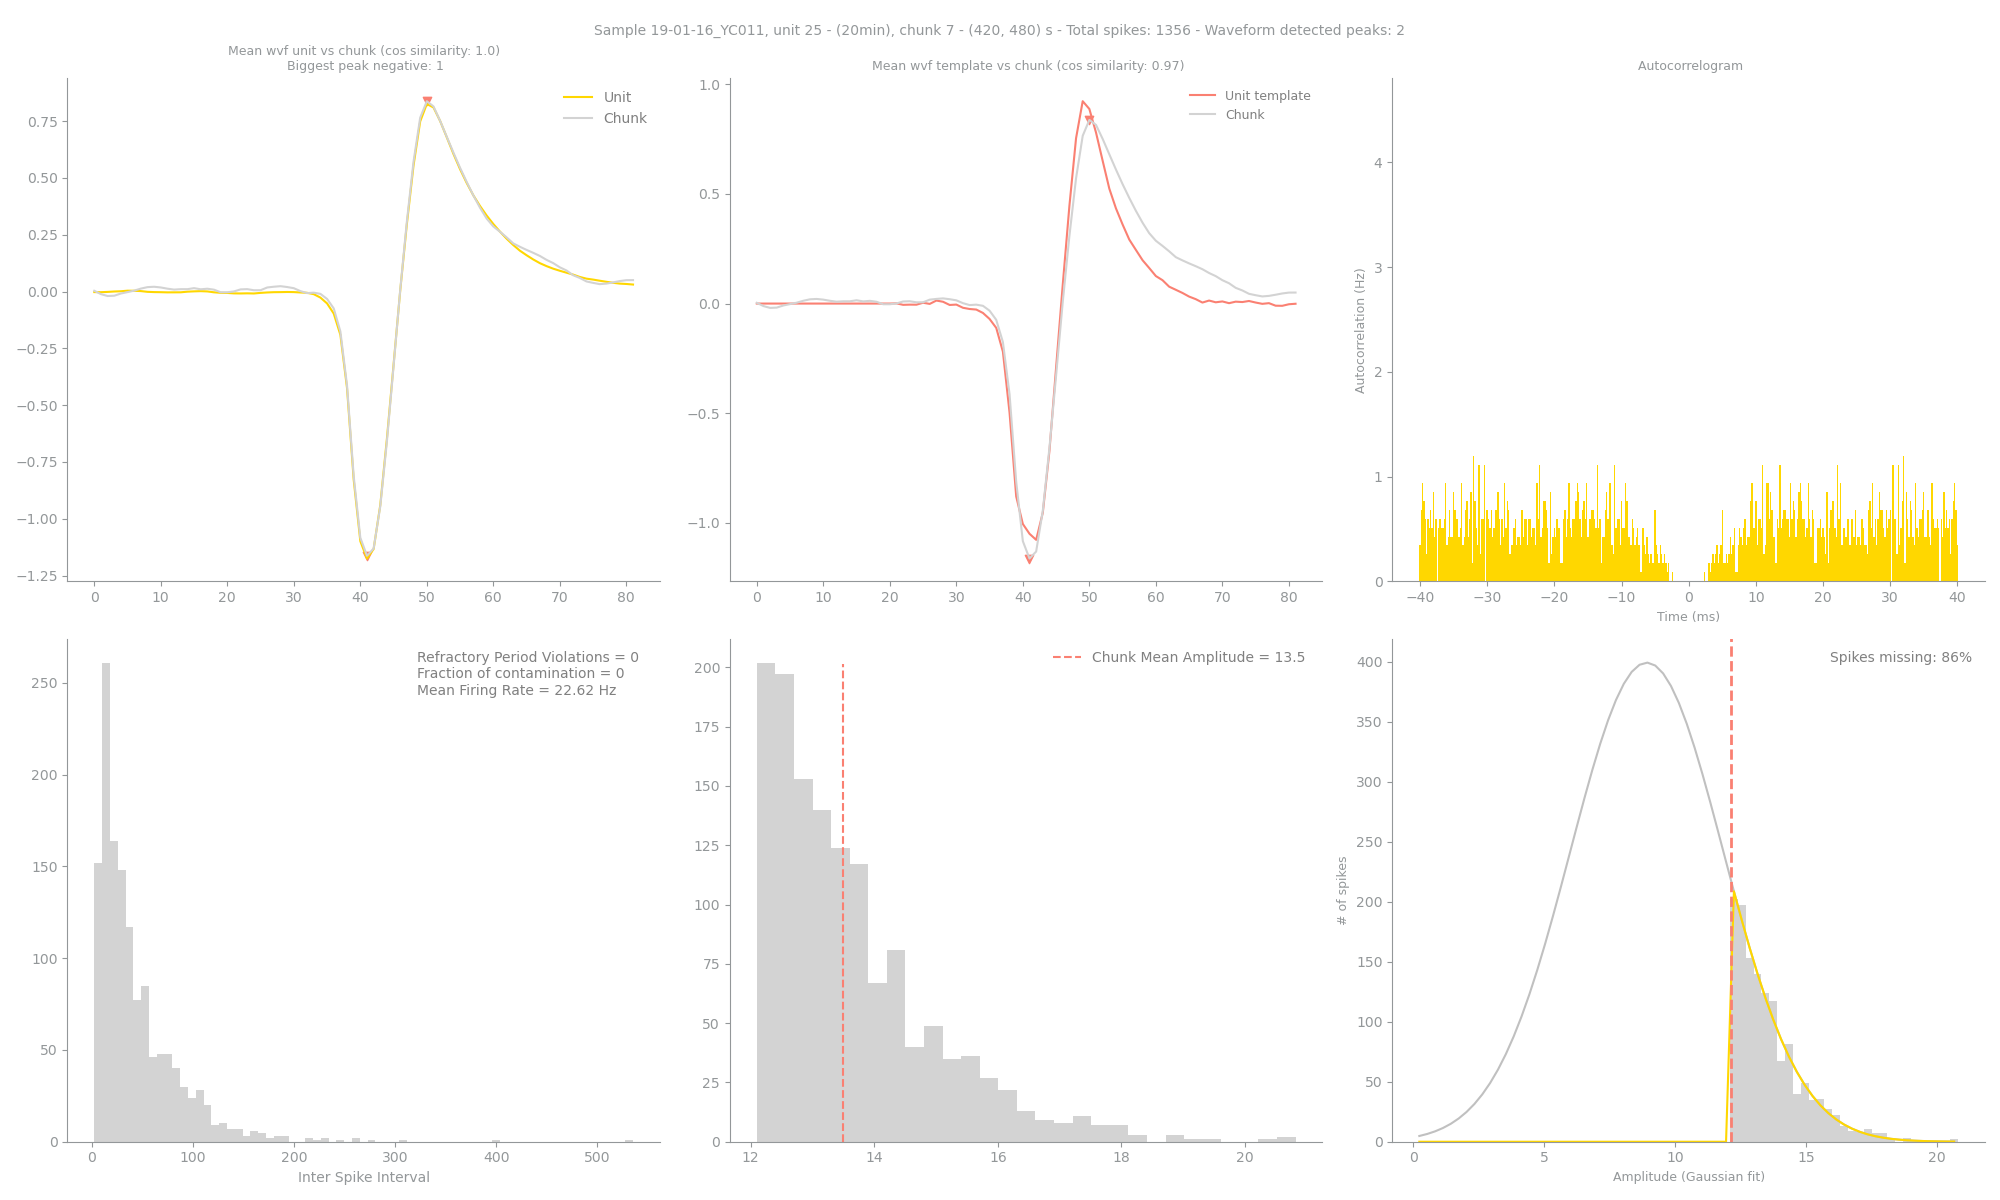 Sample 19-01-16_YC011, unit 25 - (20min), chunk 7 - (420, 480) s - Total spikes: 1356 - Waveform detected peaks: 2
Mean wvf unit vs chunk (cos similarity: 1.0)
Biggest peak negative: 1
Unit
Chunk
0.75
0.50
0.25
0.00
−0.25
−0.50
−0.75
−1.00
−1.25
0 10 20 30 40 50 60 70 80
Mean wvf template vs chunk (cos similarity: 0.97)
Unit template
Chunk
1.0
0.5
0.0
−0.5
−1.0
0 10 20 30 40 50 60 70 80
Autocorrelogram
Autocorrelation (Hz)
4
3
2
1
0
−40 −30 −20 −10 0 10 20 30 40
Time (ms)
Refractory Period Violations = 0
Fraction of contamination = 0
Mean Firing Rate = 22.62 Hz
250
200
150
100
50
0
0 100 200 300 400 500
Inter Spike Interval
Chunk Mean Amplitude = 13.5
200
175
150
125
100
75
50
25
0
12 14 16 18 20
Spikes missing: 86%
# of spikes
400
350
300
250
200
150
100
50
0
0 5 10 15 20
Amplitude (Gaussian fit)